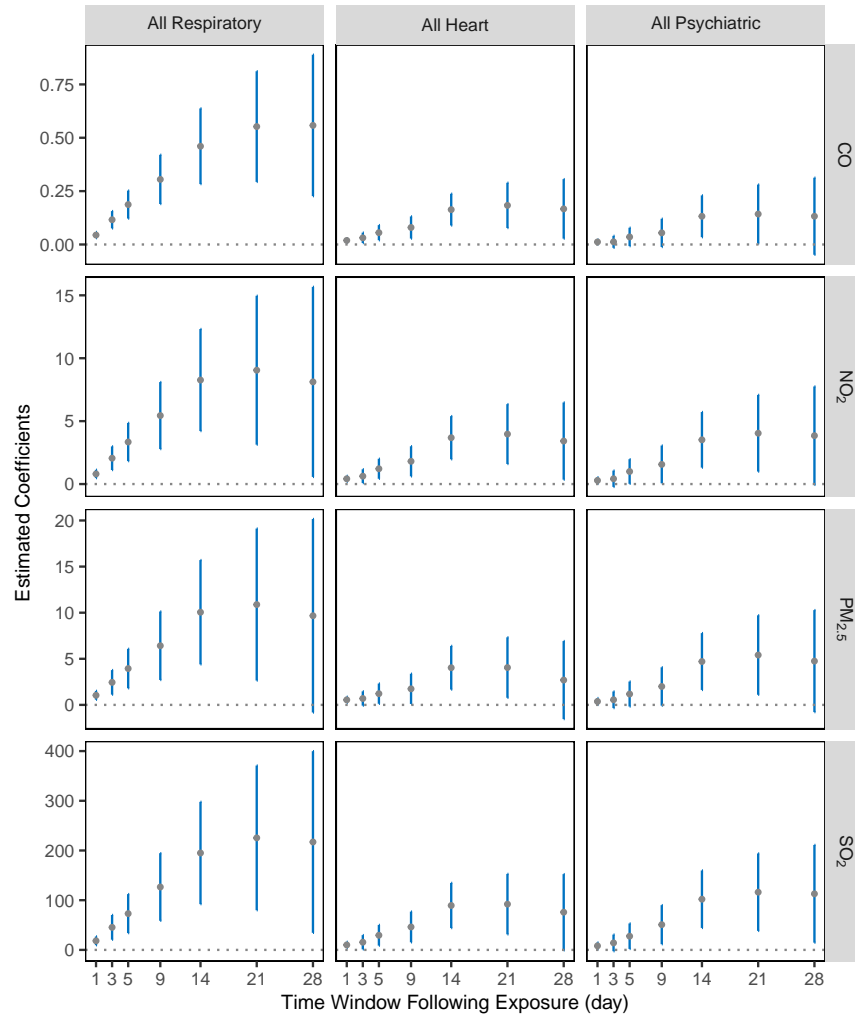 All Respiratory All Heart All Psychiatric
0.75
0.50
0.25
0.00
CO
15
10
5
0
NO₂
20
15
10
5
0
PM₂.₅
400
300
200
100
0
SO₂
Estimated Coefficients
1 3 5 9 14 21 28 1 3 5 9 14 21 28 1 3 5 9 14 21 28
Time Window Following Exposure (day)